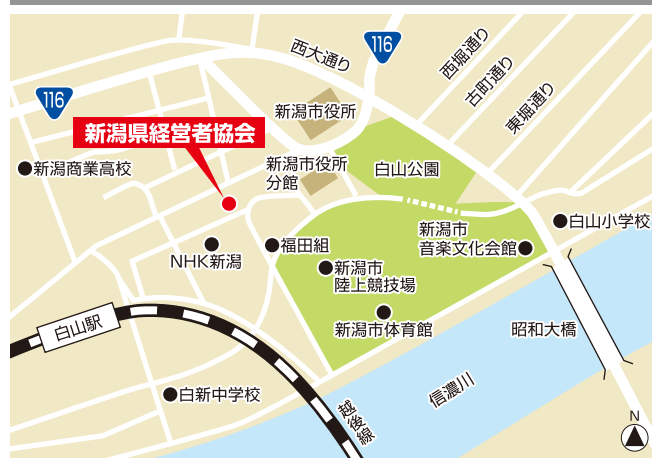 116
西大通り
西堀通り
古町通り
東堀通り
116
新潟市役所
新潟県経営者協会
新潟商業高校
新潟市役所
分館
白山公園
白山小学校
新潟市
音楽文化会館
福田組
NHK新潟
新潟市
陸上競技場
新潟市体育館
昭和大橋
白山駅
白新中学校
信濃川
越後線
N